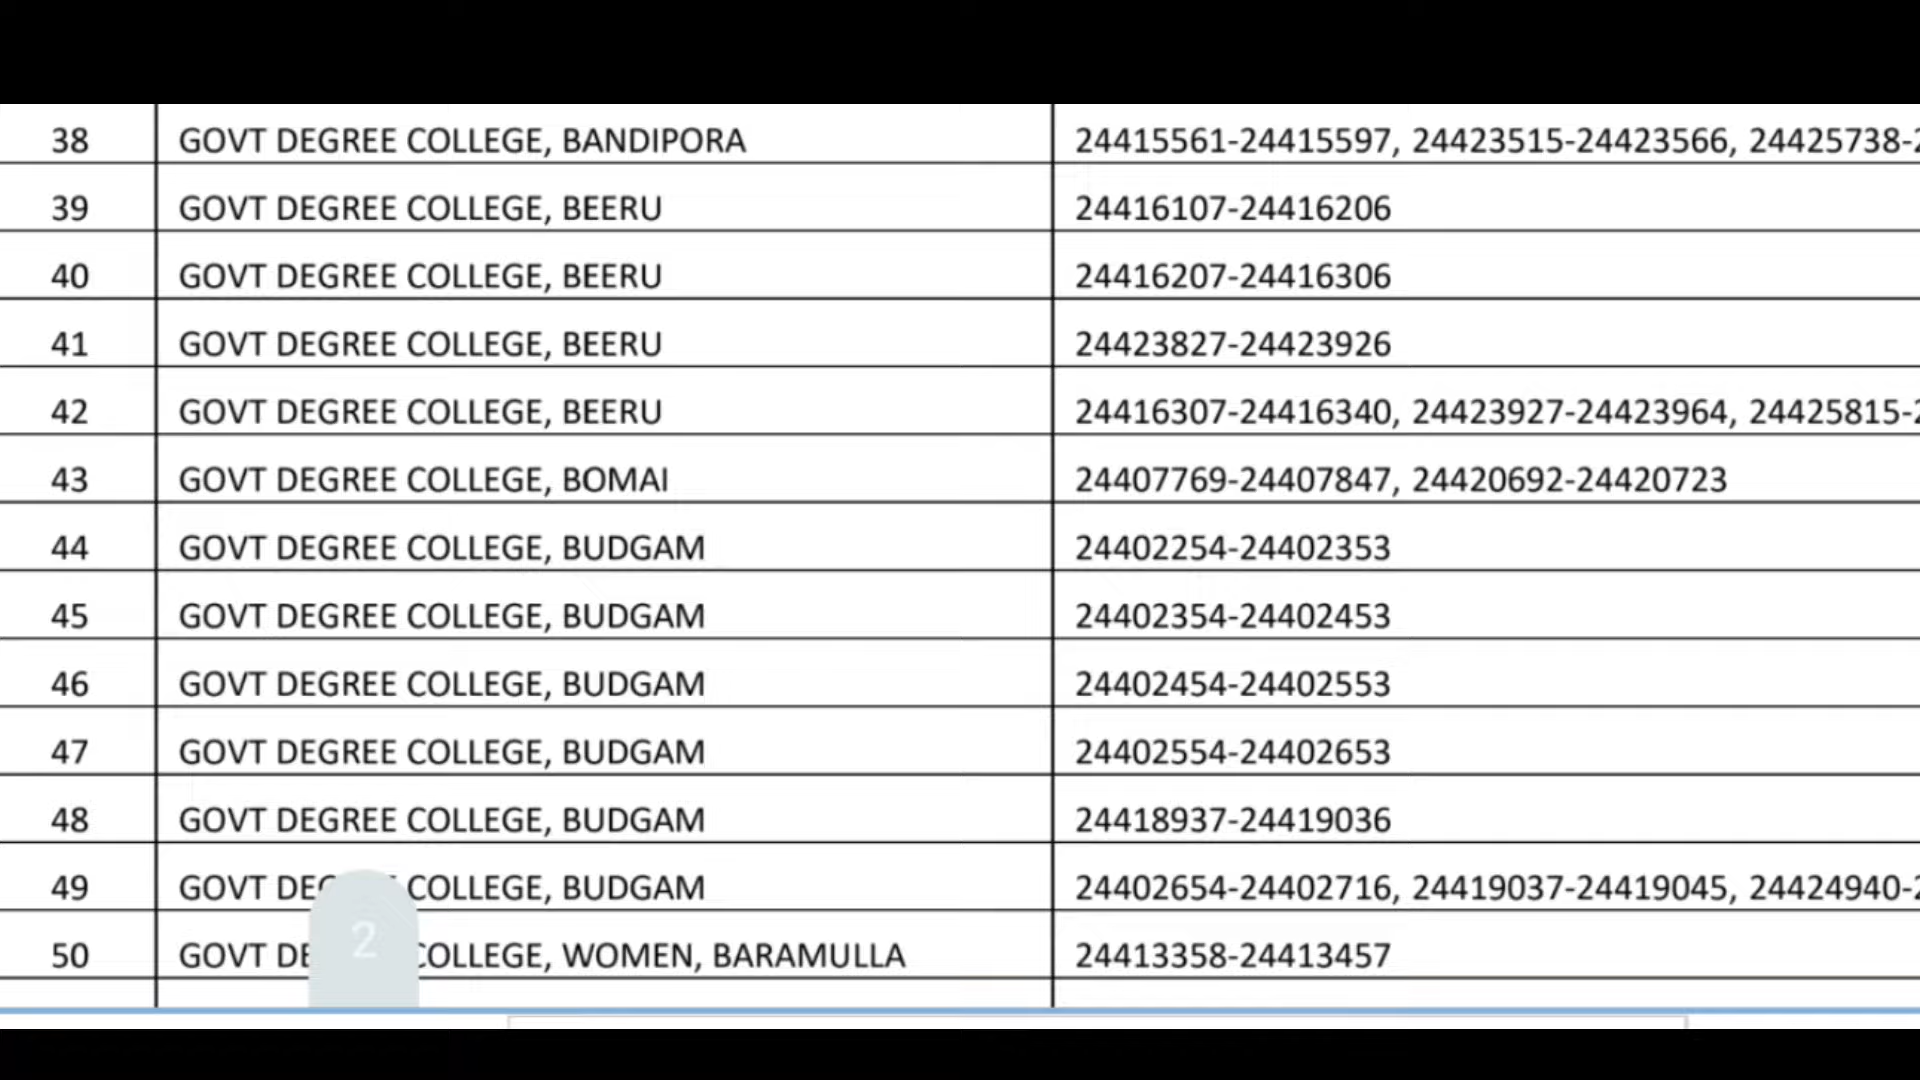 38 GOVT DEGREE COLLEGE, BANDIPORA 24415561-24415597, 24423515-24423566, 24425738-2
39 GOVT DEGREE COLLEGE, BEERU 24416107-24416206
40 GOVT DEGREE COLLEGE, BEERU 24416207-24416306
41 GOVT DEGREE COLLEGE, BEERU 24423827-24423926
42 GOVT DEGREE COLLEGE, BEERU 24416307-24416340, 24423927-24423964, 24425815-2
43 GOVT DEGREE COLLEGE, BOMAI 24407769-24407847, 24420692-24420723
44 GOVT DEGREE COLLEGE, BUDGAM 24402254-24402353
45 GOVT DEGREE COLLEGE, BUDGAM 24402354-24402453
46 GOVT DEGREE COLLEGE, BUDGAM 24402454-24402553
47 GOVT DEGREE COLLEGE, BUDGAM 24402554-24402653
48 GOVT DEGREE COLLEGE, BUDGAM 24418937-24419036
49 GOVT DEG COLLEGE, BUDGAM 24402654-24402716, 24419037-24419045, 24424940-2
50 GOVT DE COLLEGE, WOMEN, BARAMULLA 24413358-24413457
2